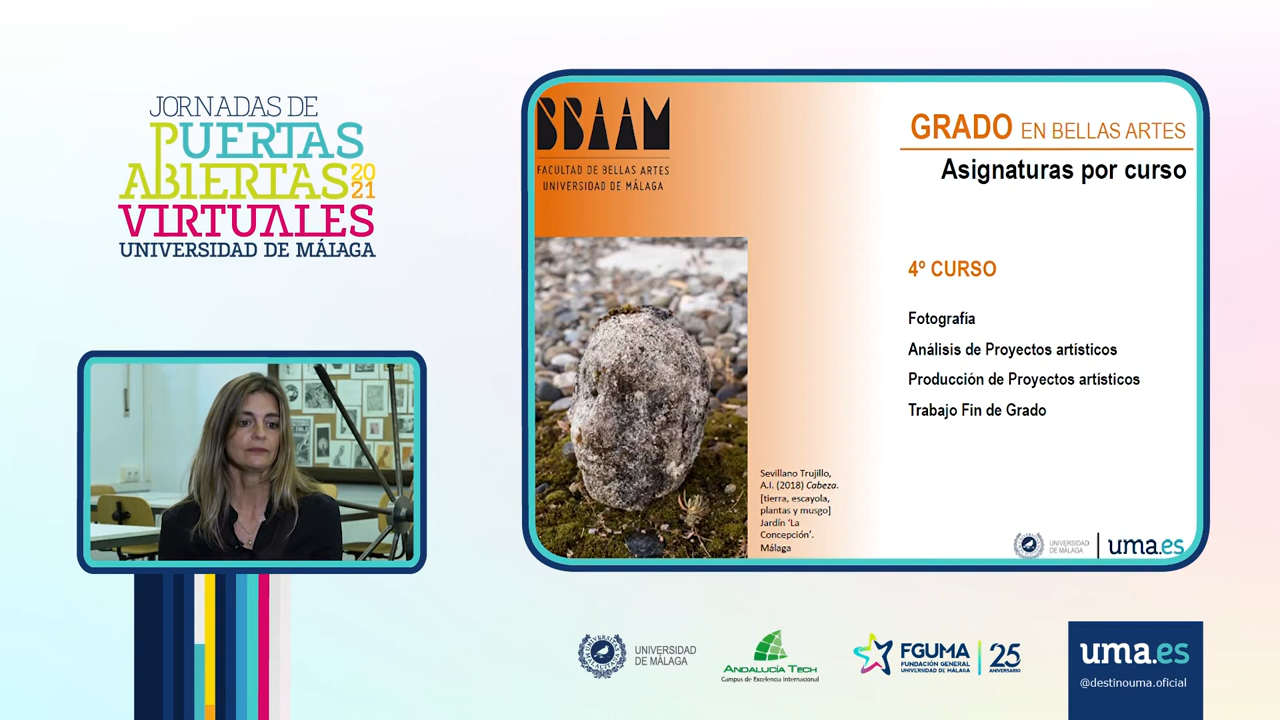 JORNADAS DE
PUERTAS
ABIERTAS 20
21
VIRTUALES
UNIVERSIDAD DE MÁLAGA
BBAAM
FACULTAD DE BELLAS ARTES
UNIVERSIDAD DE MÁLAGA
GRADO EN BELLAS ARTES
Asignaturas por curso
4º CURSO
Fotografía
Análisis de Proyectos artísticos
Producción de Proyectos artísticos
Trabajo Fin de Grado
Sevillano Trujillo,
A.I. (2018) Cabeza.
[tierra, escayola,
plantas y musgo]
Jardín ‘La
Concepción’.
Málaga
UNIVERSIDAD
DE MÁLAGA
uma.es
UNIVERSIDAD
DE MÁLAGA
ANDALUCÍA TECH
Campus de Excelencia Internacional
FGUMA
FUNDACIÓN GENERAL
UNIVERSIDAD DE MÁLAGA
25
ANIVERSARIO
uma.es
@destinouma.oficial